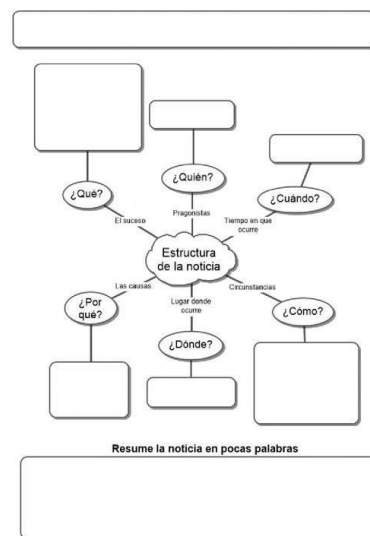 ¿Quién?
¿Qué?
¿Cuándo?
El suceso
Pragonistas
Tiempo en que
ocurre
Estructura
de la noticia
Las causas
Lugar donde
ocurre
Circunstancias
¿Por
qué?
¿Dónde?
¿Cómo?
Resume la noticia en pocas palabras